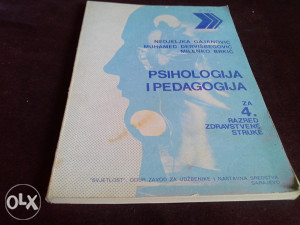 NEDJELJKA GAJANOVIĆ
MUHAMED DERVIŠBEGOVIĆ
MILENKO BRKIĆ
PSIHOLOGIJA
I PEDAGOGIJA
ZA
4.
RAZRED
ZDRAVSTVENE
STRUKE
"SVJETLOST", OOUR ZAVOD ZA UDŽBENIKE I NASTAVNA SREDSTVA
SARAJEVO
OLX